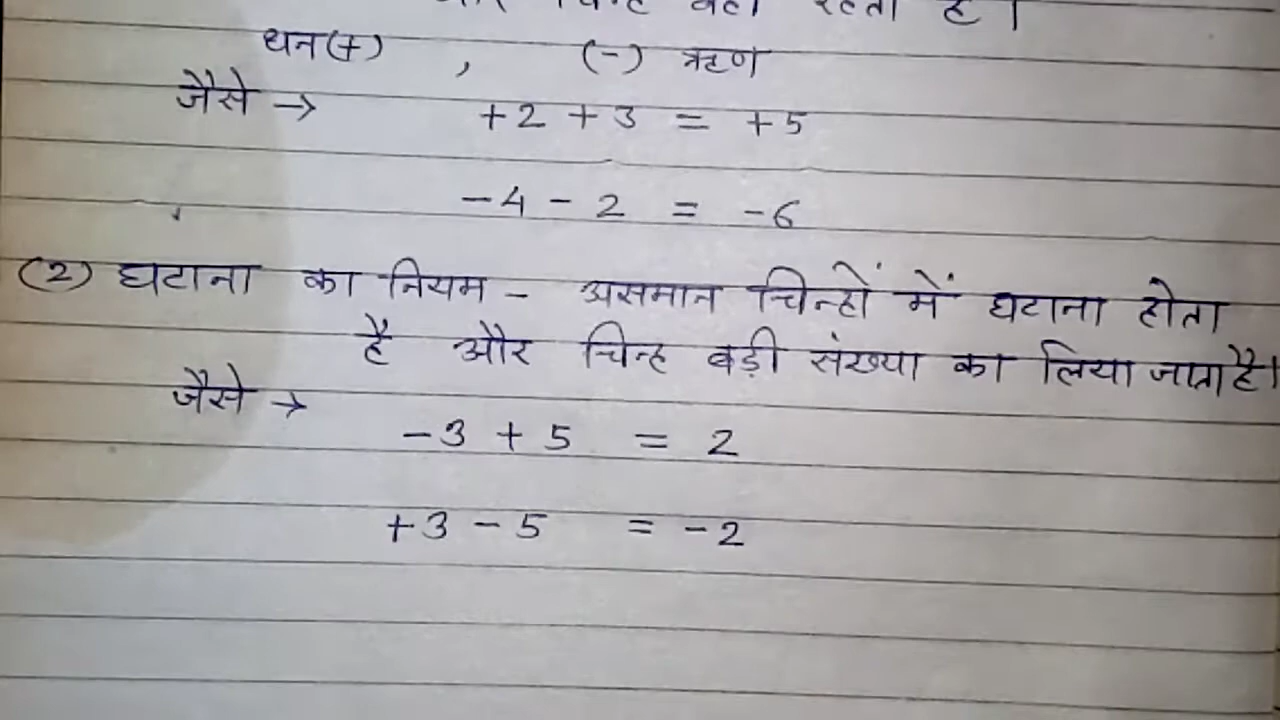 रहता है।
धन(+) , (-) ऋण
जैसे → +2 +3 = +5
-4 - 2 = -6
(2) घटाना का नियम - असमान चिन्हों में घटाना होता
है और चिन्ह बड़ी संख्या का लिया जाता है।
जैसे →
-3 + 5 = 2
+3 - 5 = -2